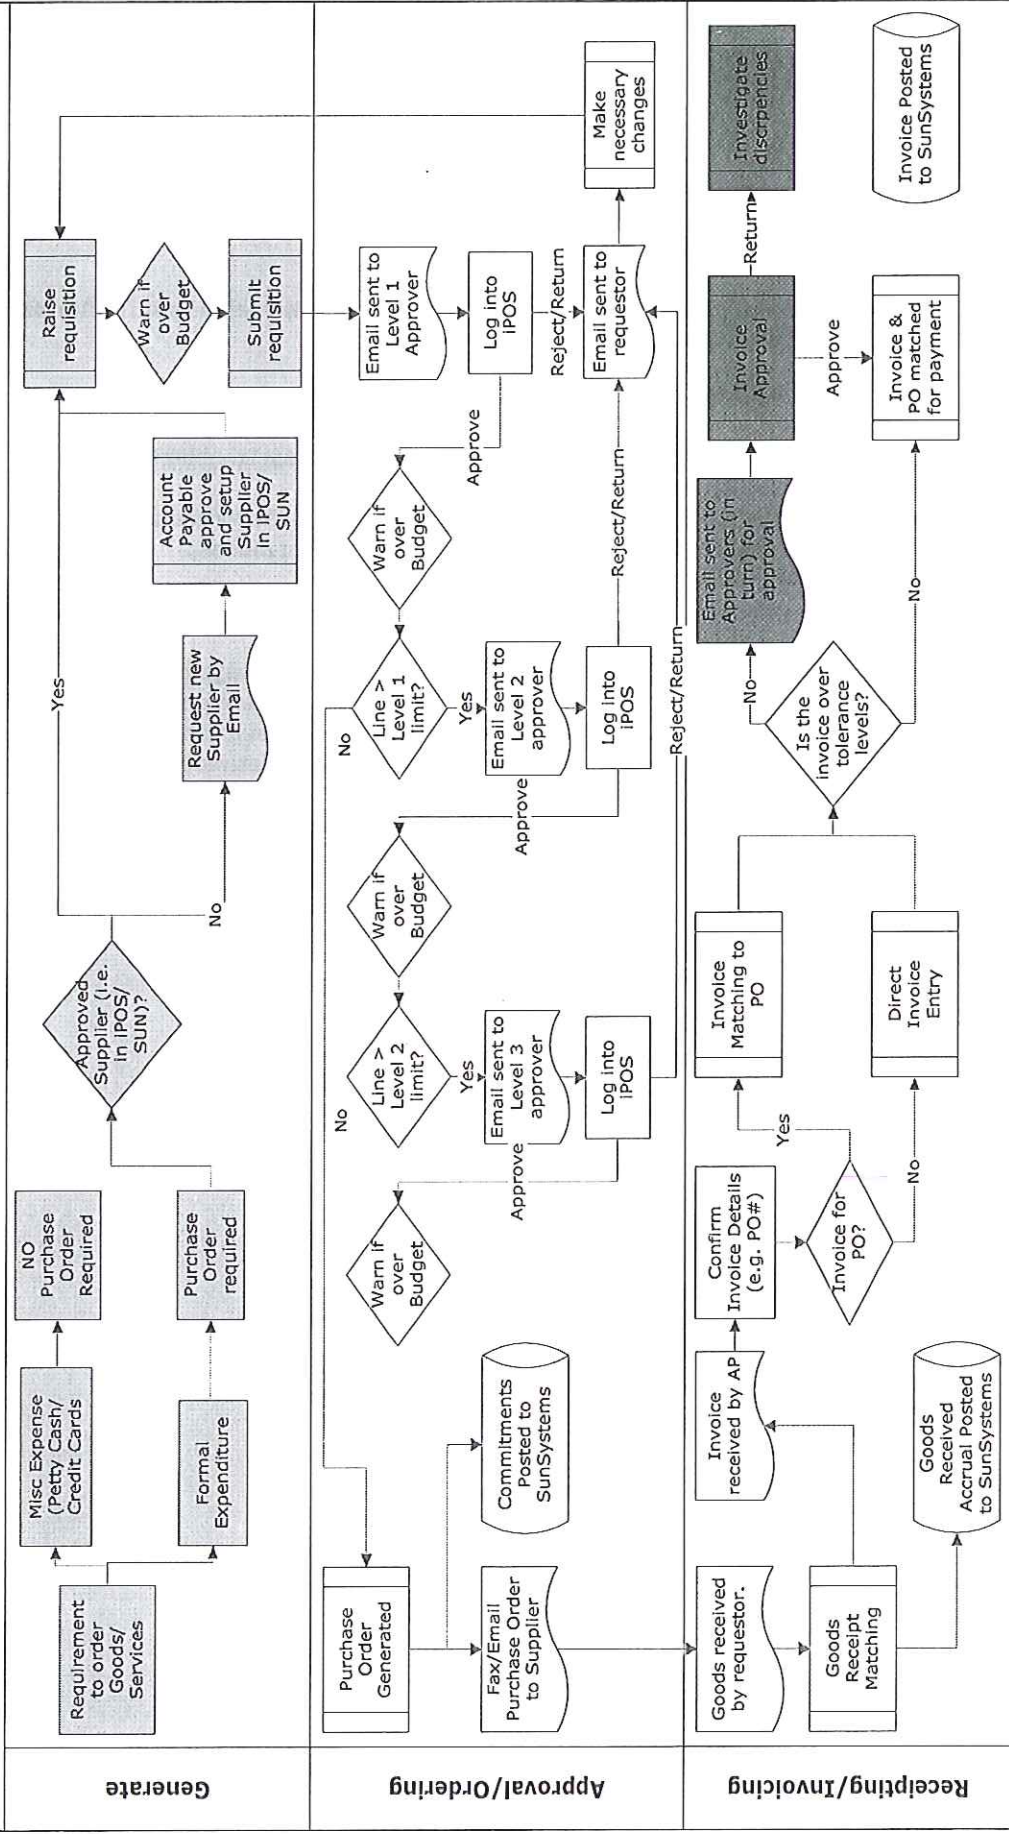 Generate
Requirement
to order
Goods/
Services
Misc Expense
(Petty Cash/
Credit Cards
NO
Purchase
Order
Required
Formal
Expenditure
Purchase
Order
required
Approved
Supplier (i.e.
in iPOS/
SUN)?
Yes
No
Request new
Supplier by
Email
Account
Payable
approve
and setup
Supplier
in iPOS/
SUN
Raise
requisition
Warn if
over
Budget
Submit
requisition
Approval/Ordering
Purchase
Order
Generated
Fax/Email
Purchase Order
to Supplier
Commitments
Posted to
SunSystems
Warn if
over
Budget
Approve
No
Line >
Level 2
limit?
Yes
Email sent to
Level 3
approver
Log into
iPOS
Warn if
over
Budget
Approve
No
Line >
Level 1
limit?
Yes
Email sent to
Level 2
approver
Log into
iPOS
Reject/Return
Reject/Return
Warn if
over
Budget
Approve
Email sent to
Level 1
Approver
Log into
iPOS
Reject/Return
Email sent to
requestor
Make
necessary
changes
Receipting/Invoicing
Goods received
by requestor.
Goods
Receipt
Matching
Goods
Received
Accrual Posted
to SunSystems
Invoice
received by AP
Confirm
Invoice Details
(e.g. PO#)
Invoice for
PO?
Yes
No
Invoice
Matching to
PO
Direct
Invoice
Entry
Is the
invoice over
tolerance
levels?
No
No
Email sent to
Approvers (in
turn) for
approval
Invoice
Approval
Return
Approve
Investigate
discrpencies
Invoice &
PO matched
for payment
Invoice Posted
to SunSystems